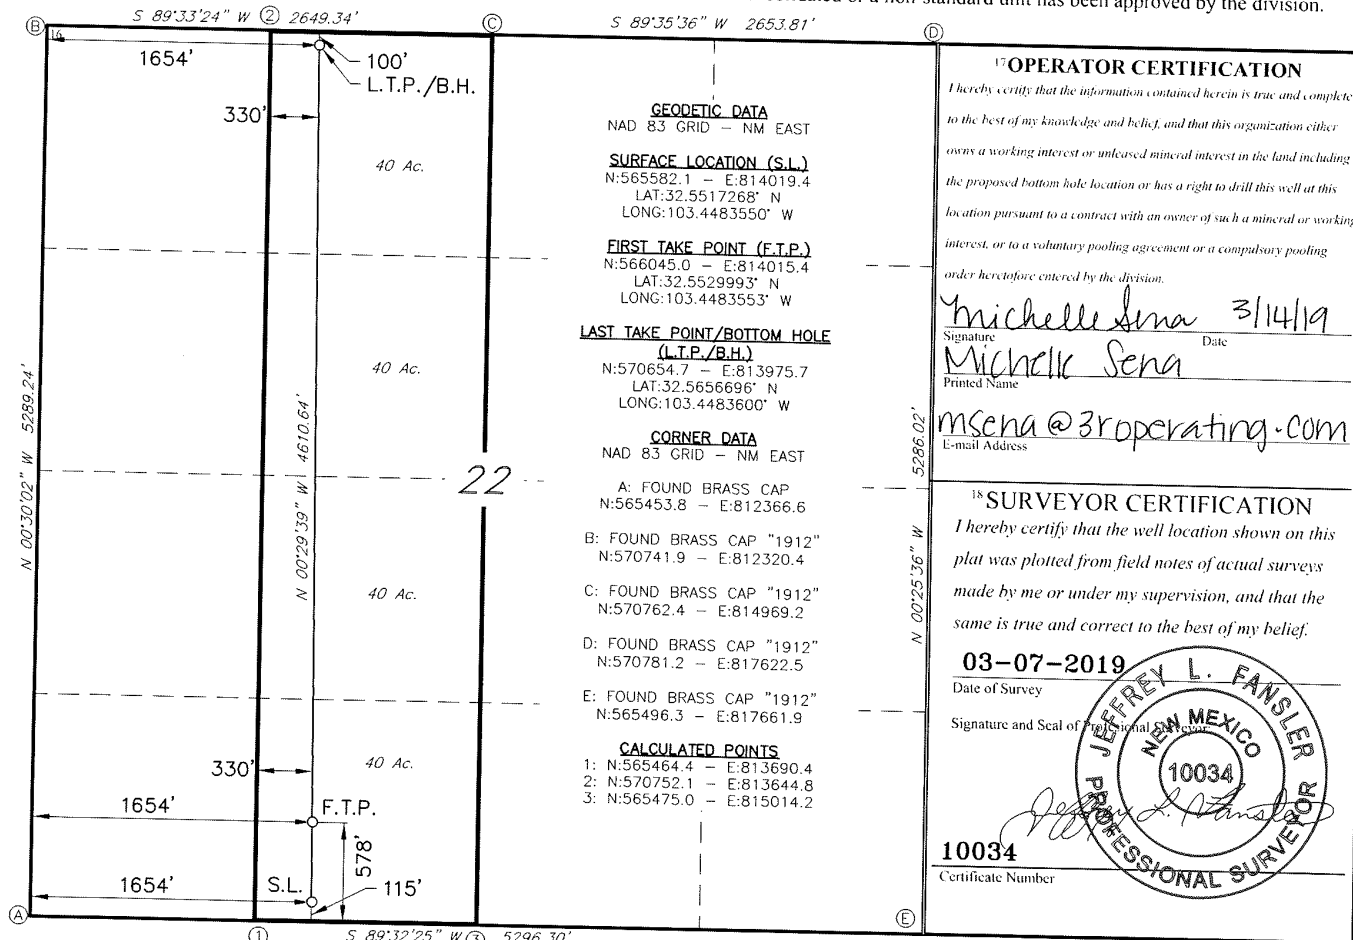 non-standard unit has been approved by the division.
S 89°33'24" W ② 2649.34'
S 89°35'36" W 2653.81'
B
C
D
16
1654'
100'
L.T.P./B.H.
330'
40 Ac.
40 Ac.
N 00°30'02" W 5289.24'
N 00°29'39" W 4610.64'
22
40 Ac.
330'
40 Ac.
1654'
F.T.P.
578'
1654'
S.L.
115'
A
E
①
S 89°32'25" W ③ 5296.30'
5286.02'
N 00°25'36" W
GEODETIC DATA
NAD 83 GRID – NM EAST
SURFACE LOCATION (S.L.)
N:565582.1 – E:814019.4
LAT:32.5517268° N
LONG:103.4483550° W
FIRST TAKE POINT (F.T.P.)
N:566045.0 – E:814015.4
LAT:32.5529993° N
LONG:103.4483553° W
LAST TAKE POINT/BOTTOM HOLE
(L.T.P./B.H.)
N:570654.7 – E:813975.7
LAT:32.5656696° N
LONG:103.4483600° W
CORNER DATA
NAD 83 GRID – NM EAST
A: FOUND BRASS CAP
N:565453.8 – E:812366.6
B: FOUND BRASS CAP "1912"
N:570741.9 – E:812320.4
C: FOUND BRASS CAP "1912"
N:570762.4 – E:814969.2
D: FOUND BRASS CAP "1912"
N:570781.2 – E:817622.5
E: FOUND BRASS CAP "1912"
N:565496.3 – E:817661.9
CALCULATED POINTS
1: N:565464.4 – E:813690.4
2: N:570752.1 – E:813644.8
3: N:565475.0 – E:815014.2
17 OPERATOR CERTIFICATION
I hereby certify that the information contained herein is true and complete
to the best of my knowledge and belief, and that this organization either
owns a working interest or unleased mineral interest in the land including
the proposed bottom hole location or has a right to drill this well at this
location pursuant to a contract with an owner of such a mineral or working
interest, or to a voluntary pooling agreement or a compulsory pooling
order heretofore entered by the division.
Michelle Sena 3/14/19
Signature Date
Michelle Sena
Printed Name
msena@3roperating.com
E-mail Address
18 SURVEYOR CERTIFICATION
I hereby certify that the well location shown on this
plat was plotted from field notes of actual surveys
made by me or under my supervision, and that the
same is true and correct to the best of my belief.
03-07-2019
Date of Survey
Signature and Seal of Professional Surveyor:
JEFFREY L. FANSLER
NEW MEXICO
10034
PROFESSIONAL SURVEYOR
Jeffrey L. Fansler
10034
Certificate Number